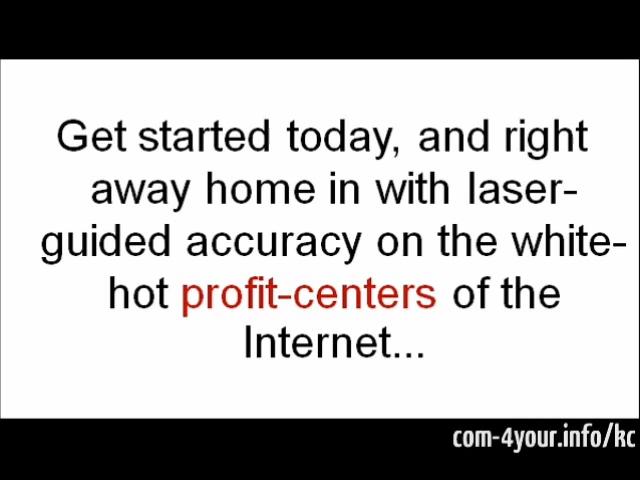 Get started today, and right
away home in with laser-
guided accuracy on the white-
hot profit-centers of the
Internet...
com-4your.info/kc